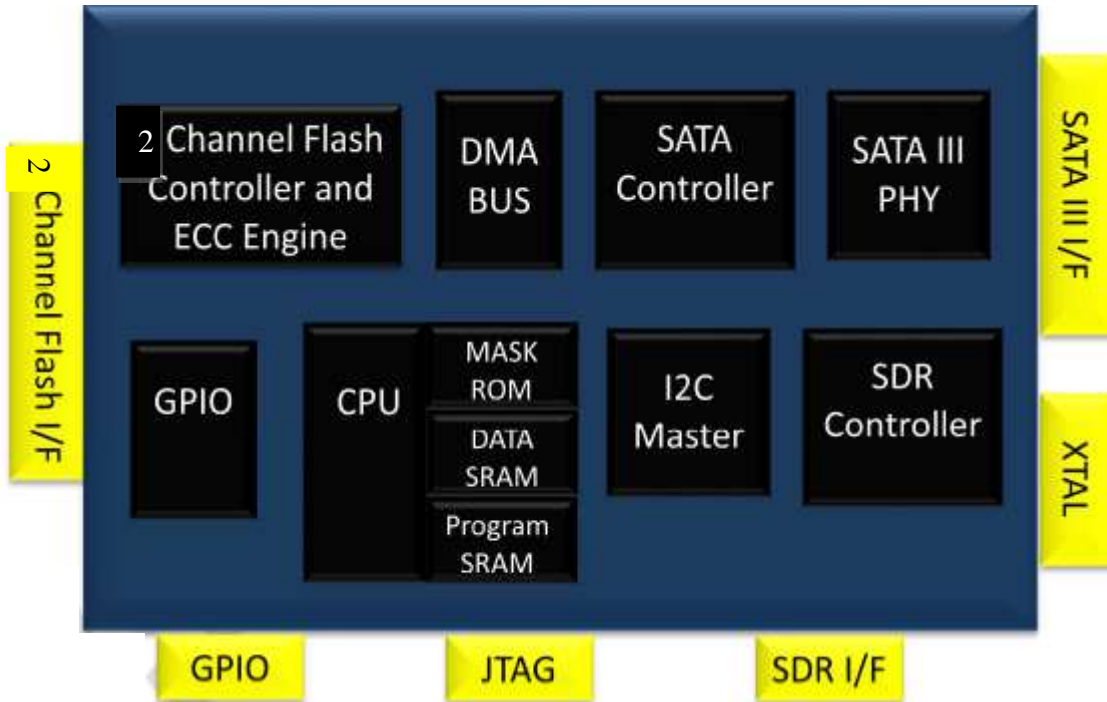 2 Channel Flash
Controller and
ECC Engine
DMA
BUS
SATA
Controller
SATA III
PHY
GPIO
CPU
MASK
ROM
DATA
SRAM
Program
SRAM
I2C
Master
SDR
Controller
2 Channel Flash I/F
SATA III I/F
XTAL
GPIO
JTAG
SDR I/F